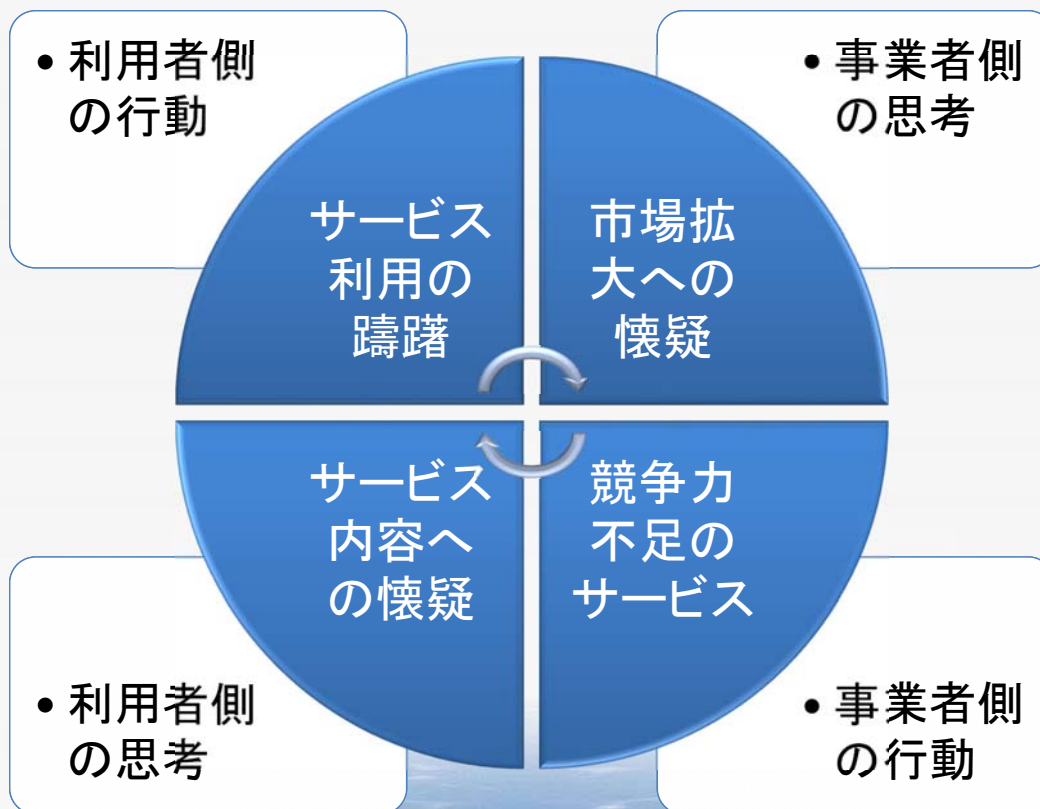 • 利用者側
の行動
• 事業者側
の思考
サービス
利用の
躊躇
市場拡
大への
懐疑
サービス
内容へ
の懐疑
競争力
不足の
サービス
• 利用者側
の思考
• 事業者側
の行動